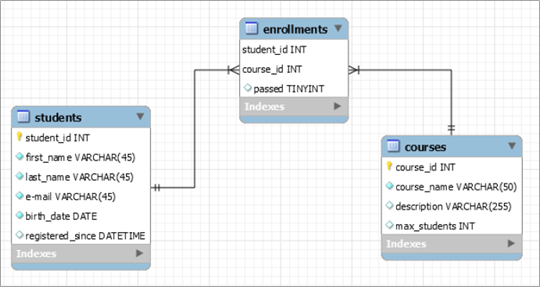 enrollments
student_id INT
course_id INT
passed TINYINT
Indexes
students
student_id INT
first_name VARCHAR(45)
last_name VARCHAR(45)
e-mail VARCHAR(45)
birth_date DATE
registered_since DATETIME
Indexes
courses
course_id INT
course_name VARCHAR(50)
description VARCHAR(255)
max_students INT
Indexes